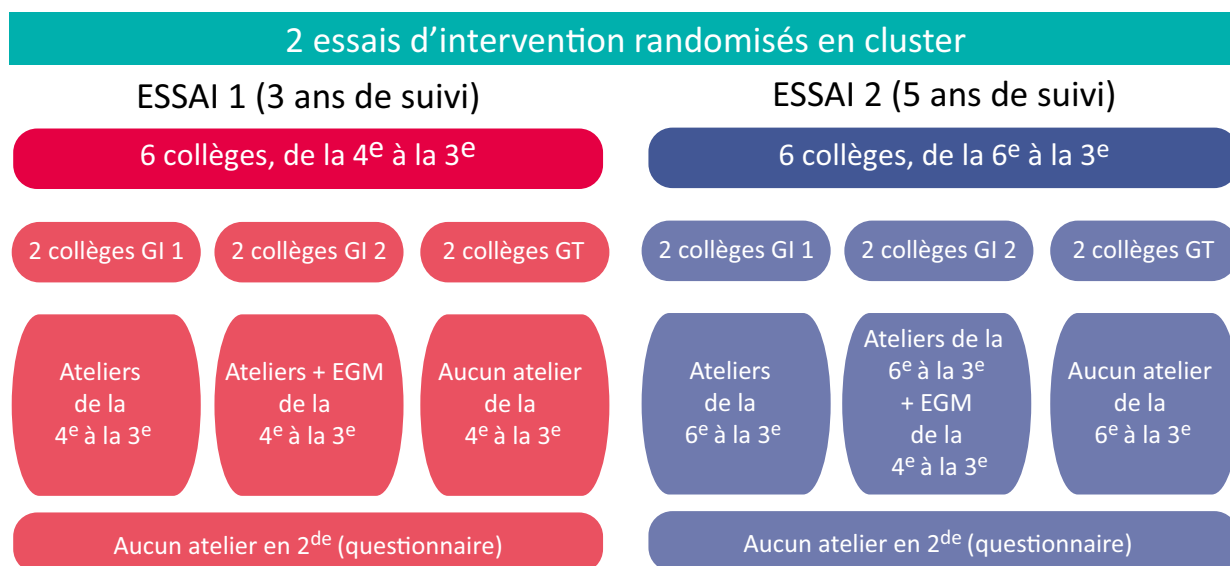 2 essais d’intervention randomisés en cluster
ESSAI 1 (3 ans de suivi)
6 collèges, de la 4e à la 3e
2 collèges GI 1
2 collèges GI 2
2 collèges GT
Ateliers
de la
4e à la 3e
Ateliers + EGM
de la
4e à la 3e
Aucun atelier
de la
4e à la 3e
Aucun atelier en 2de (questionnaire)
ESSAI 2 (5 ans de suivi)
6 collèges, de la 6e à la 3e
2 collèges GI 1
2 collèges GI 2
2 collèges GT
Ateliers
de la
6e à la 3e
Ateliers de la
6e à la 3e
+ EGM
de la
4e à la 3e
Aucun atelier
de la
6e à la 3e
Aucun atelier en 2de (questionnaire)